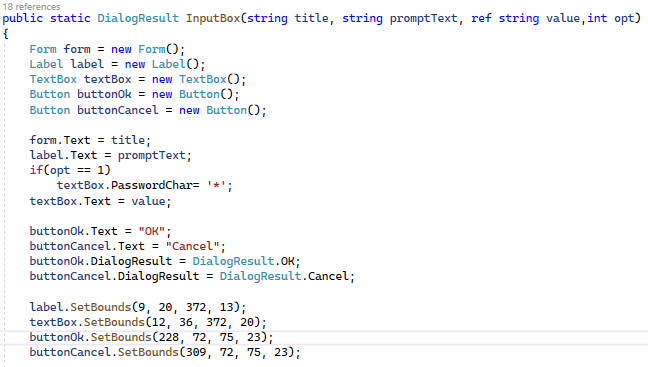 18 references
public static DialogResult InputBox(string title, string promptText, ref string value,int opt)
{
    Form form = new Form();
    Label label = new Label();
    TextBox textBox = new TextBox();
    Button buttonOk = new Button();
    Button buttonCancel = new Button();

    form.Text = title;
    label.Text = promptText;
    if(opt == 1)
        textBox.PasswordChar= '*';
    textBox.Text = value;

    buttonOk.Text = "OK";
    buttonCancel.Text = "Cancel";
    buttonOk.DialogResult = DialogResult.OK;
    buttonCancel.DialogResult = DialogResult.Cancel;

    label.SetBounds(9, 20, 372, 13);
    textBox.SetBounds(12, 36, 372, 20);
    buttonOk.SetBounds(228, 72, 75, 23);
    buttonCancel.SetBounds(309, 72, 75, 23);